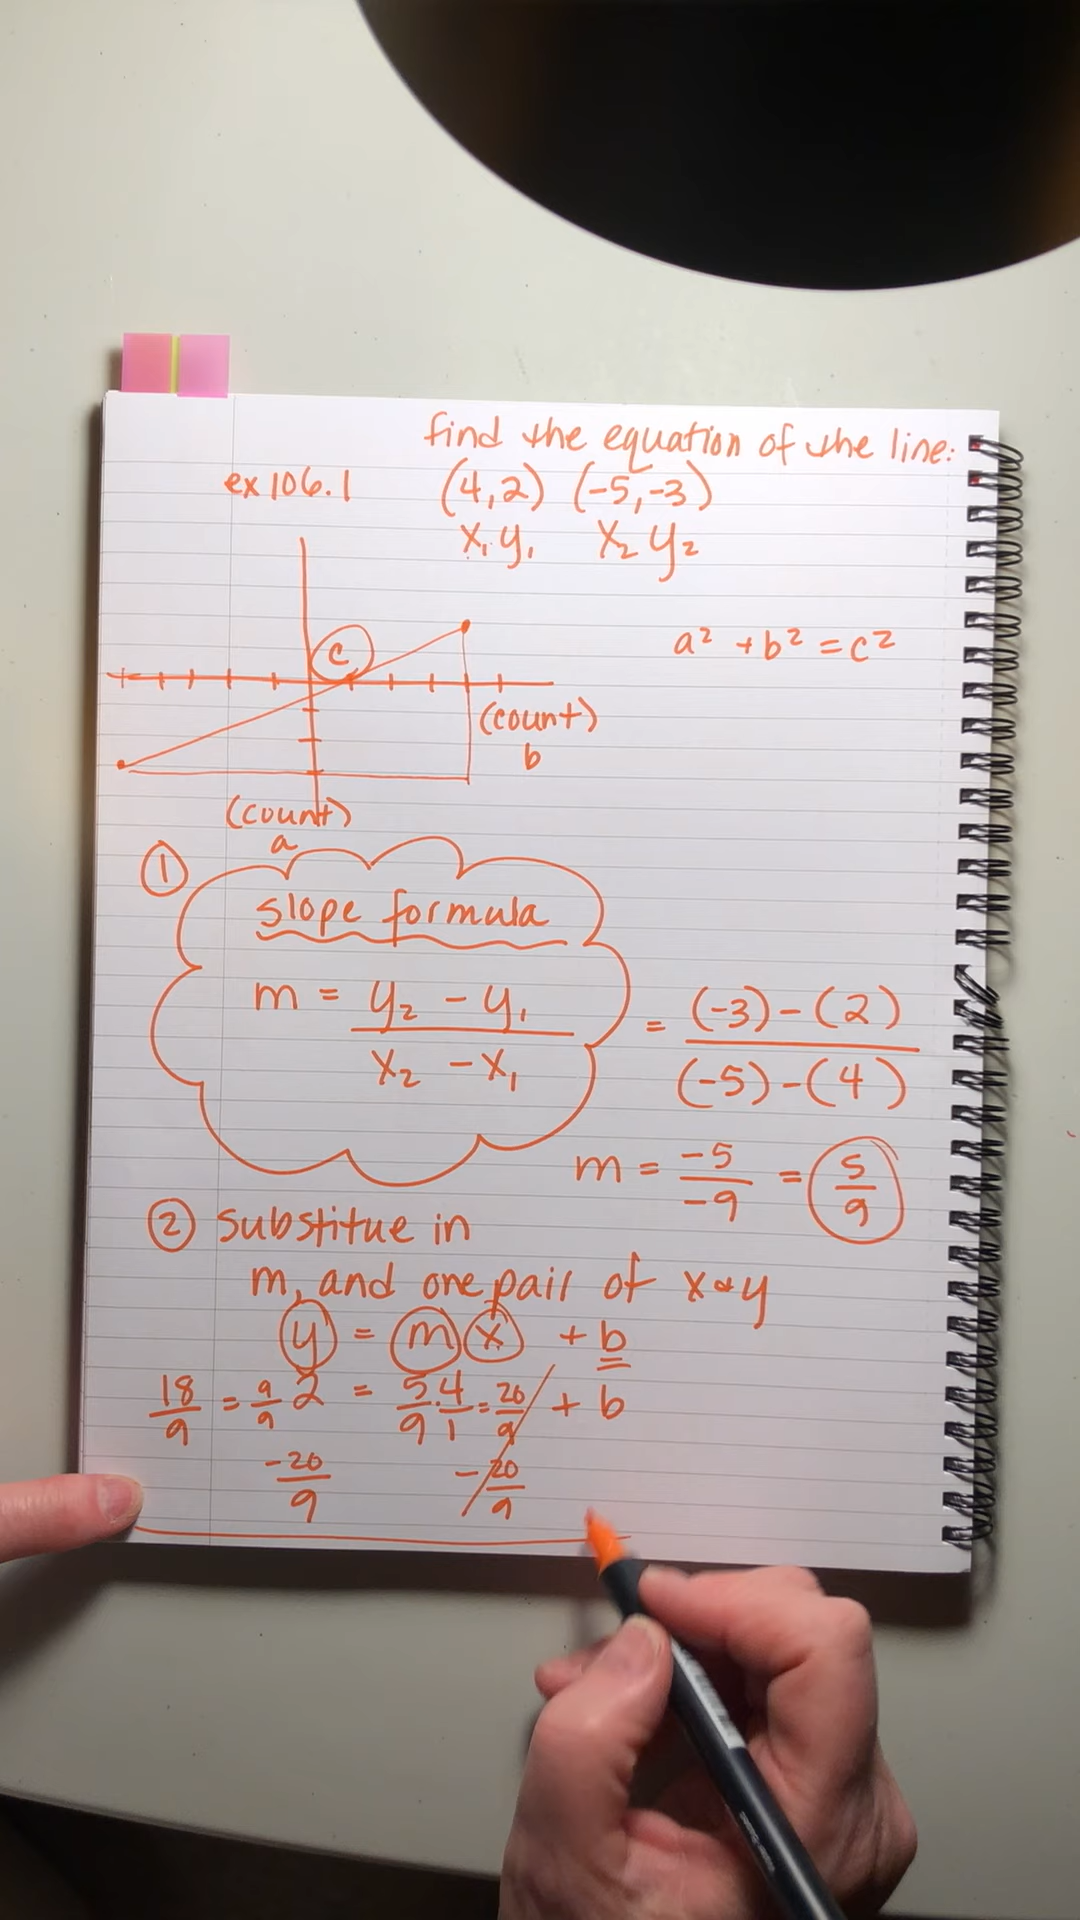 find the equation of the line:
ex 106.1 (4,2) (-5,-3)
x₁ y₁ x₂ y₂
c
a² + b² = c²
(count)
b
(count)
a
① slope formula
m = y₂ - y₁ / x₂ - x₁ = (-3) - (2) / (-5) - (4)
m = -5/-9 = 5/9
② substitue in
m, and one pair of x & y
y = m x + b
18/9 = 9/9 2 = 5/9 · 4/1 = 20/9 + b
-20/9 -20/9